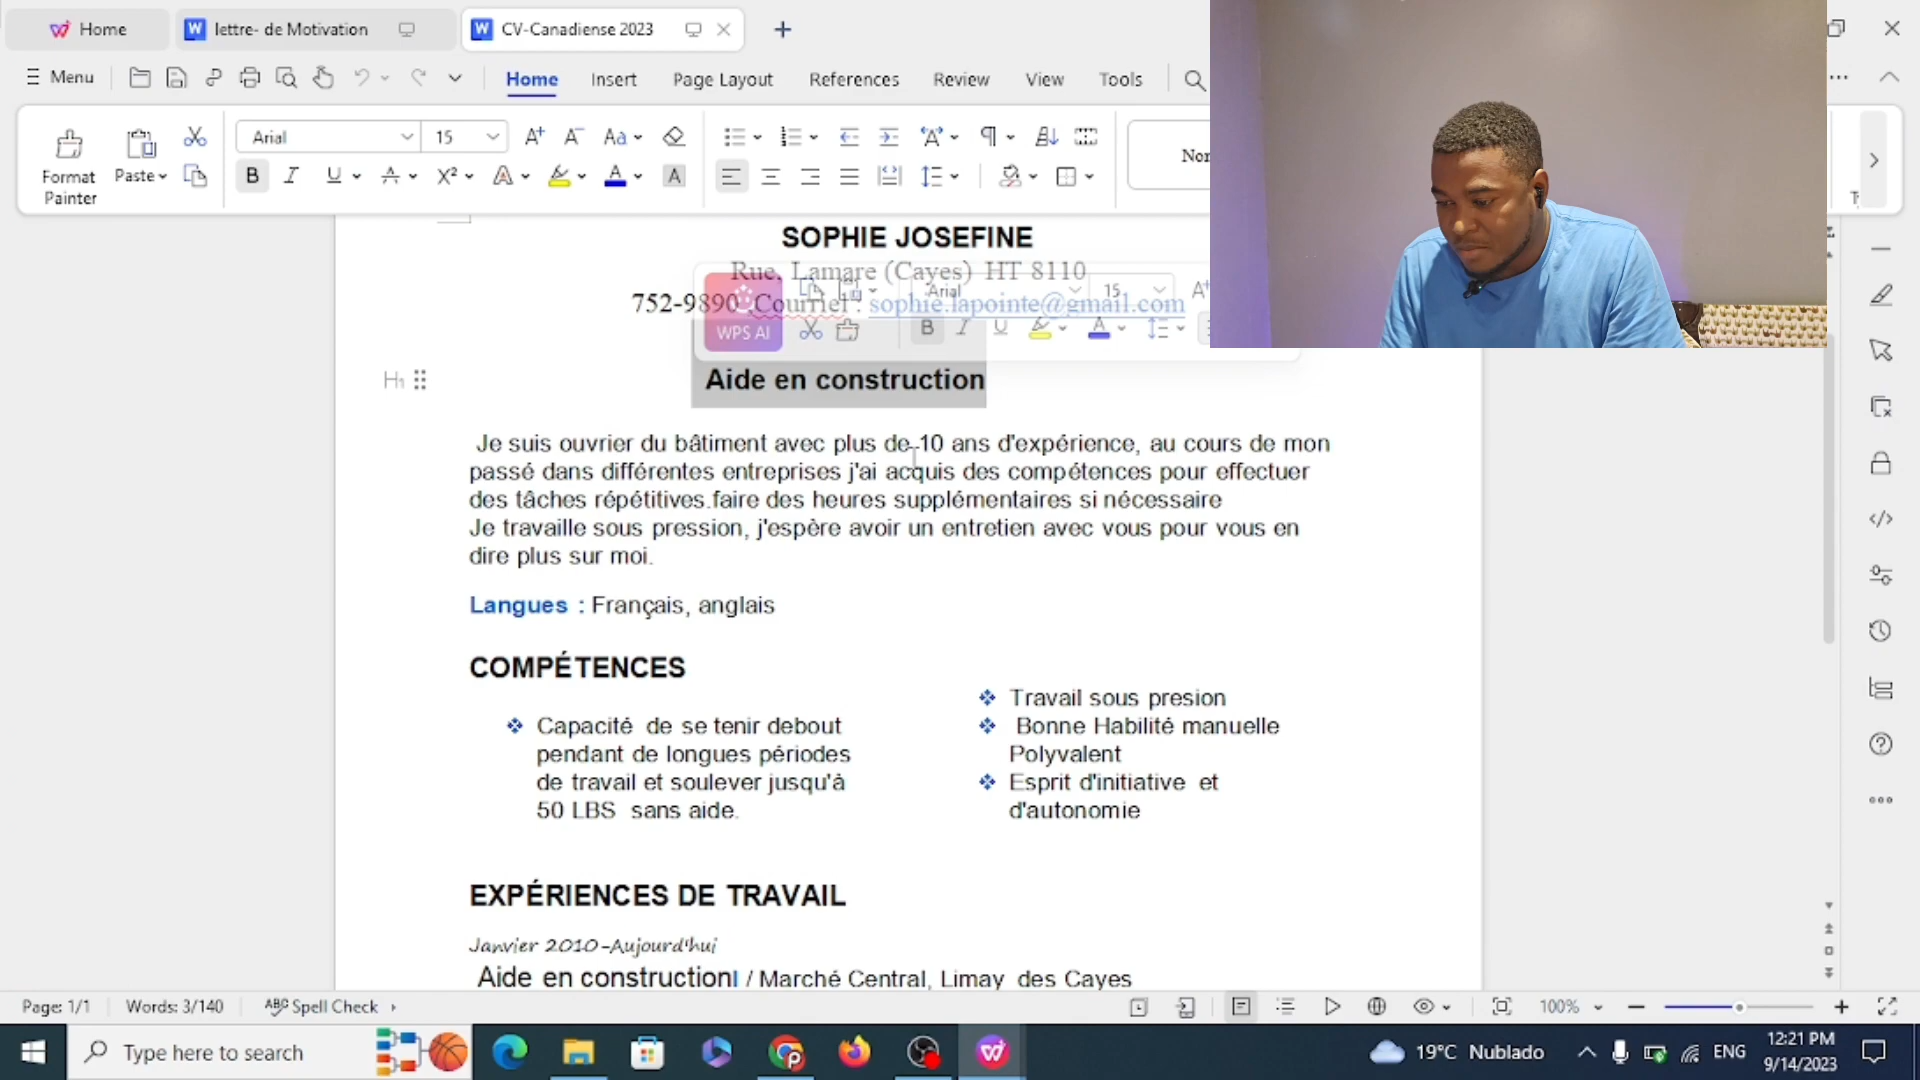 Home
lettre- de Motivation
CV-Canadiense 2023
Menu
Home Insert Page Layout References Review View Tools
Arial 15
Format Painter
Paste
SOPHIE JOSEFINE
Rue, Lamare (Cayes) HT 8110
752-9890 Courriel : sophie.lapointe@gmail.com
Arial 15
WPS AI
H1
Aide en construction
Je suis ouvrier du bâtiment avec plus de 10 ans d'expérience, au cours de mon
passé dans différentes entreprises j'ai acquis des compétences pour effectuer
des tâches répétitives.faire des heures supplémentaires si nécessaire
Je travaille sous pression, j'espère avoir un entretien avec vous pour vous en
dire plus sur moi.
Langues : Français, anglais
COMPÉTENCES
Capacité de se tenir debout
pendant de longues périodes
de travail et soulever jusqu'à
50 LBS sans aide.
Travail sous presion
Bonne Habilité manuelle
Polyvalent
Esprit d'initiative et
d'autonomie
EXPÉRIENCES DE TRAVAIL
Janvier 2010-Aujourd'hui
Aide en constructionl / Marché Central, Limay des Cayes
Page: 1/1 Words: 3/140 Spell Check 100%
Type here to search
19°C Nublado
ENG
12:21 PM
9/14/2023